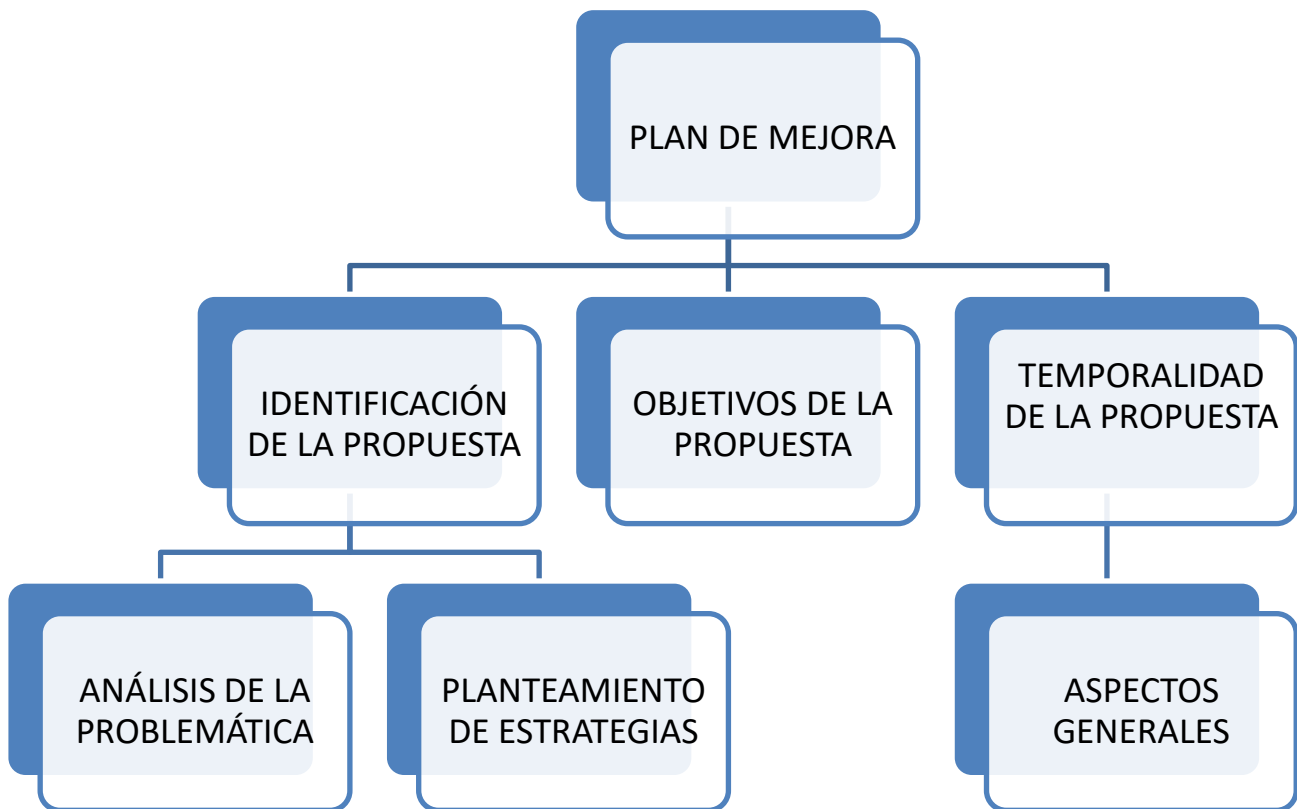 PLAN DE MEJORA
IDENTIFICACIÓN
DE LA PROPUESTA
OBJETIVOS DE LA
PROPUESTA
TEMPORALIDAD
DE LA PROPUESTA
ANÁLISIS DE LA
PROBLEMÁTICA
PLANTEAMIENTO
DE ESTRATEGIAS
ASPECTOS
GENERALES